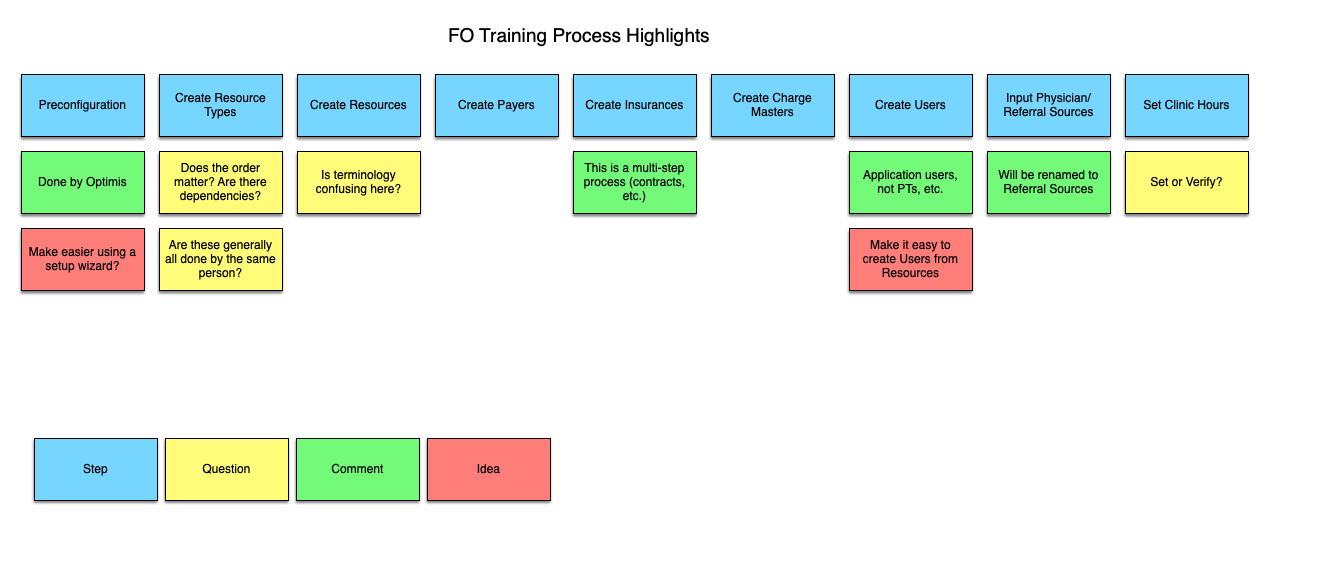 FO Training Process Highlights
Preconfiguration
Create Resource
Types
Create Resources
Create Payers
Create Insurances
Create Charge
Masters
Create Users
Input Physician/
Referral Sources
Set Clinic Hours
Done by Optimis
Does the order
matter? Are there
dependencies?
Is terminology
confusing here?
This is a multi-step
process (contracts,
etc.)
Application users,
not PTs, etc.
Will be renamed to
Referral Sources
Set or Verify?
Make easier using a
setup wizard?
Are these generally
all done by the same
person?
Make it easy to
create Users from
Resources
Step
Question
Comment
Idea